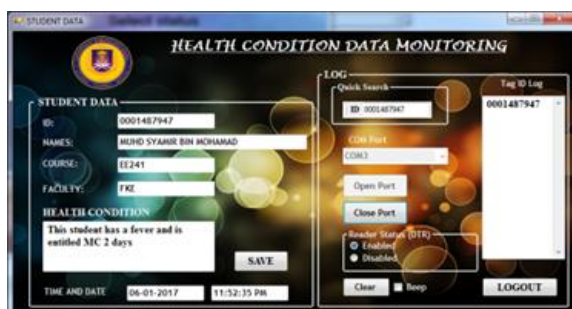 STUDENT DATA
HEALTH CONDITION DATA MONITORING
STUDENT DATA
ID:
0001487947
NAMES:
MUHD SYAMIR BIN MOHAMAD
COURSE:
EE241
FACULTY:
FKE
HEALTH CONDITION
This student has a fever and is
entitled MC 2 days
SAVE
TIME AND DATE
06-01-2017
11:52:35 PM
LOG
Quick Search
ID 0001487947
COM Port
COM3
Open Port
Close Port
Reader Status (DTR)
Enabled
Disabled
Clear
Beep
Tag ID Log
0001487947
LOGOUT